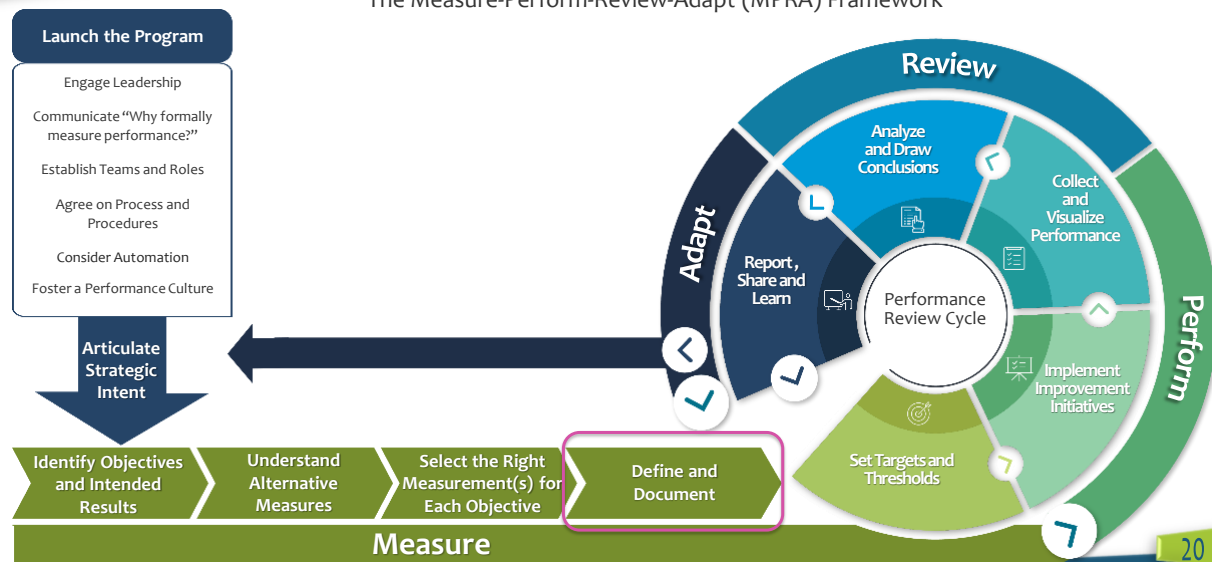 The Measure-Perform-Review-Adapt (MPRA) Framework
Launch the Program
Engage Leadership
Communicate “Why formally
measure performance?”
Establish Teams and Roles
Agree on Process and
Procedures
Consider Automation
Foster a Performance Culture
Articulate
Strategic
Intent
Identify Objectives
and Intended
Results
Understand
Alternative
Measures
Select the Right
Measurement(s) for
Each Objective
Define and
Document
Measure
Set Targets and
Thresholds
Implement
Improvement
Initiatives
Perform
Collect
and
Visualize
Performance
Review
Analyze
and Draw
Conclusions
Adapt
Report,
Share and
Learn
Performance
Review Cycle
20